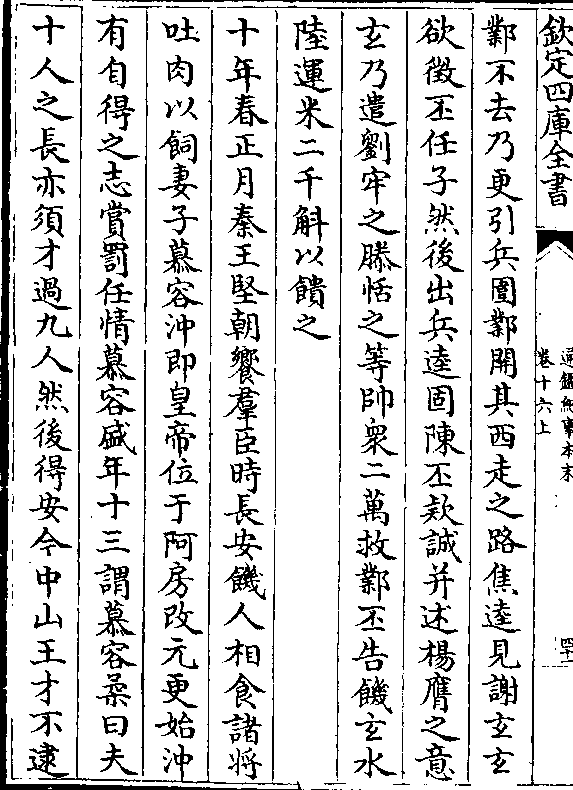 欽定四庫全書
通鑑紀事本末
卷十六上
四十一
鄴不去乃更引兵圍鄴開其西走之路焦逵見謝玄玄
欲徵丕任子然後出兵逵固陳丕欵誠并述楊膺之意
玄乃遣劉牢之滕恬之等帥衆二萬救鄴丕告饑玄水
陸運米二千斛以饋之
十年春正月秦王堅朝饗羣臣時長安饑人相食諸將
吐肉以飼妻子慕容沖即皇帝位于阿房改元更始沖
有自得之志賞罰任情慕容盛年十三謂慕容柔曰夫
十人之長亦須才過九人然後得安今中山王才不逮